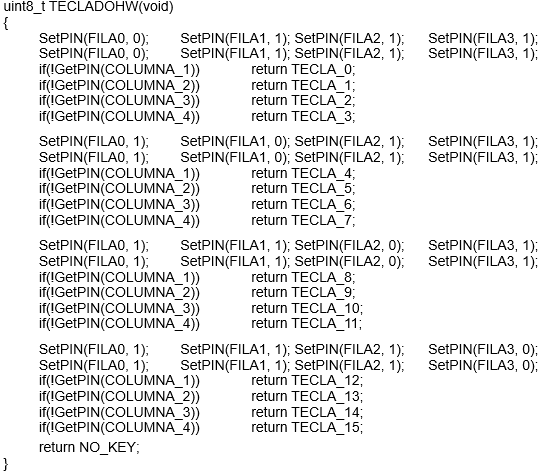 uint8_t TECLADOHW(void)
{
SetPIN(FILA0, 0); SetPIN(FILA1, 1); SetPIN(FILA2, 1); SetPIN(FILA3, 1);
SetPIN(FILA0, 0); SetPIN(FILA1, 1); SetPIN(FILA2, 1); SetPIN(FILA3, 1);
if(!GetPIN(COLUMNA_1)) return TECLA_0;
if(!GetPIN(COLUMNA_2)) return TECLA_1;
if(!GetPIN(COLUMNA_3)) return TECLA_2;
if(!GetPIN(COLUMNA_4)) return TECLA_3;
SetPIN(FILA0, 1); SetPIN(FILA1, 0); SetPIN(FILA2, 1); SetPIN(FILA3, 1);
SetPIN(FILA0, 1); SetPIN(FILA1, 0); SetPIN(FILA2, 1); SetPIN(FILA3, 1);
if(!GetPIN(COLUMNA_1)) return TECLA_4;
if(!GetPIN(COLUMNA_2)) return TECLA_5;
if(!GetPIN(COLUMNA_3)) return TECLA_6;
if(!GetPIN(COLUMNA_4)) return TECLA_7;
SetPIN(FILA0, 1); SetPIN(FILA1, 1); SetPIN(FILA2, 0); SetPIN(FILA3, 1);
SetPIN(FILA0, 1); SetPIN(FILA1, 1); SetPIN(FILA2, 0); SetPIN(FILA3, 1);
if(!GetPIN(COLUMNA_1)) return TECLA_8;
if(!GetPIN(COLUMNA_2)) return TECLA_9;
if(!GetPIN(COLUMNA_3)) return TECLA_10;
if(!GetPIN(COLUMNA_4)) return TECLA_11;
SetPIN(FILA0, 1); SetPIN(FILA1, 1); SetPIN(FILA2, 1); SetPIN(FILA3, 0);
SetPIN(FILA0, 1); SetPIN(FILA1, 1); SetPIN(FILA2, 1); SetPIN(FILA3, 0);
if(!GetPIN(COLUMNA_1)) return TECLA_12;
if(!GetPIN(COLUMNA_2)) return TECLA_13;
if(!GetPIN(COLUMNA_3)) return TECLA_14;
if(!GetPIN(COLUMNA_4)) return TECLA_15;
return NO_KEY;
}